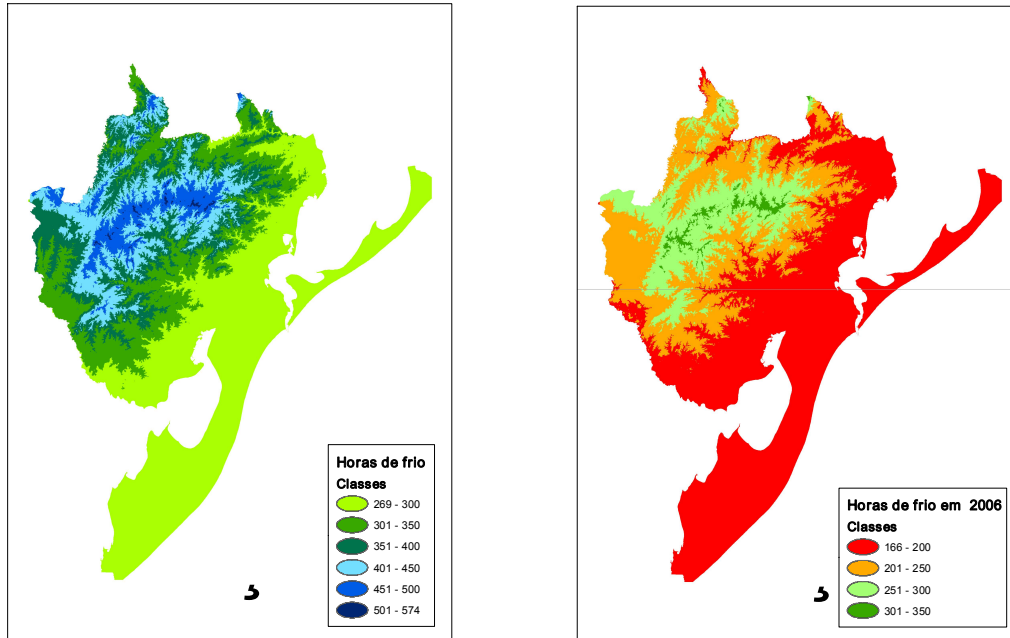 Horas de frio
Classes
269 - 300
301 - 350
351 - 400
401 - 450
451 - 500
501 - 574
Horas de frio em 2006
Classes
166 - 200
201 - 250
251 - 300
301 - 350